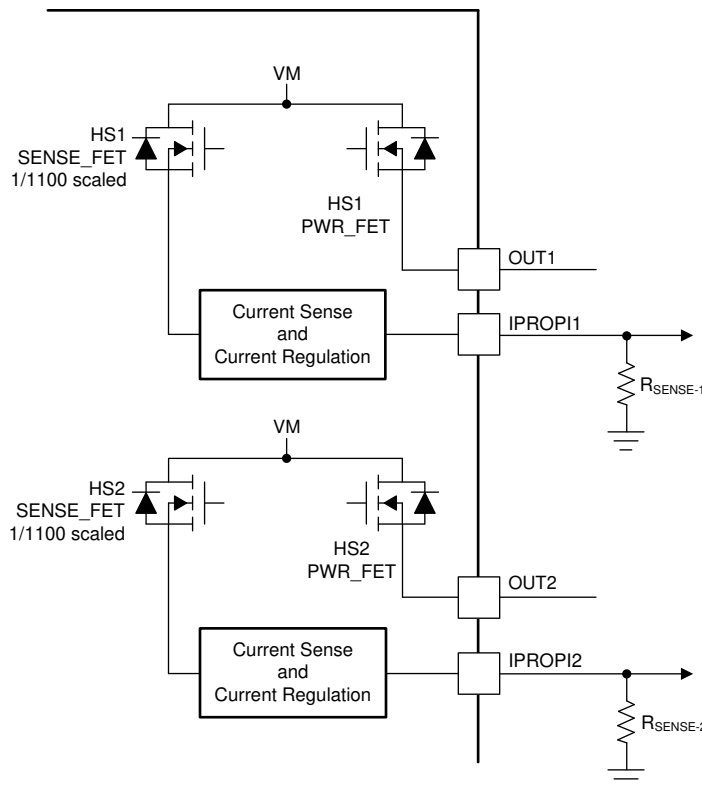 VM
HS1
SENSE_FET
1/1100 scaled
HS1
PWR_FET
OUT1
Current Sense
and
Current Regulation
IPROPI1
RSENSE-1
VM
HS2
SENSE_FET
1/1100 scaled
HS2
PWR_FET
OUT2
Current Sense
and
Current Regulation
IPROPI2
RSENSE-2